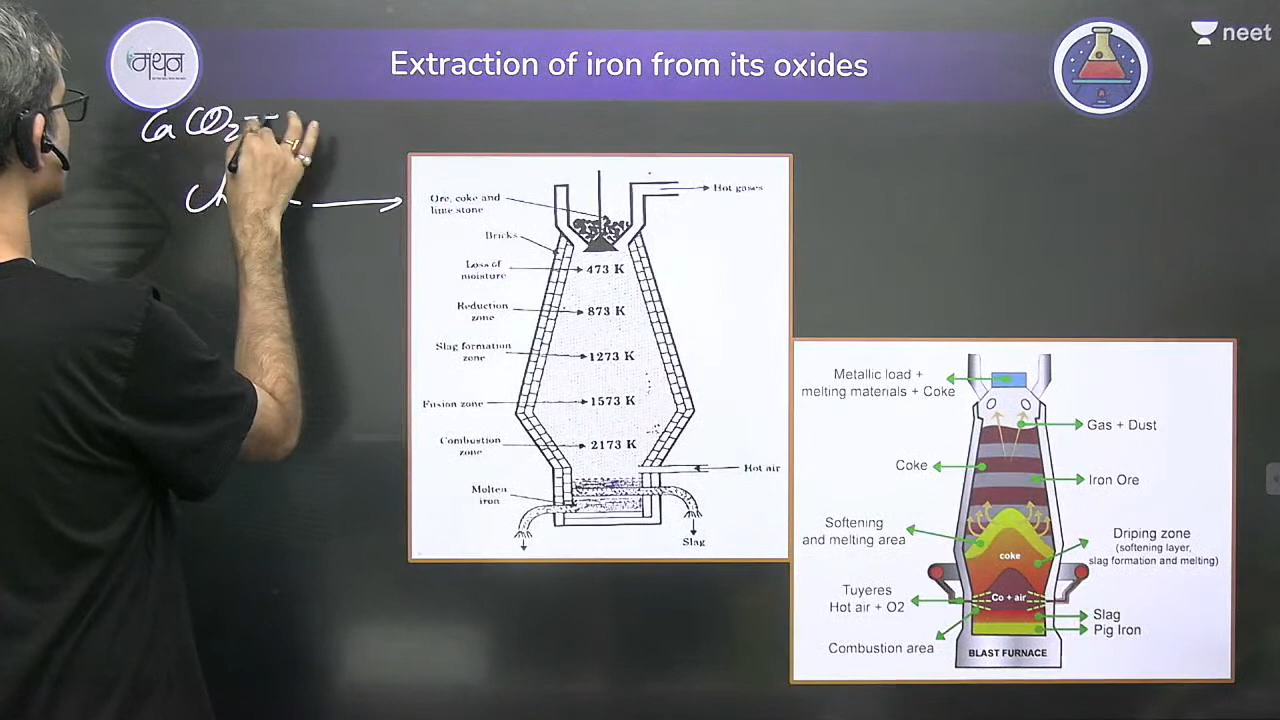 मंथन
Extraction of iron from its oxides
neet
CaCO3
Ore, coke and
lime stone
Hot gases
Bricks
Loss of
moisture
473 K
Reduction
zone
873 K
Slag formation
zone
1273 K
Fusion zone
1573 K
Combustion
zone
2173 K
Hot air
Molten
iron
Slag
Metallic load +
melting materials + Coke
Gas + Dust
Coke
Iron Ore
Softening
and melting area
coke
Driping zone
(softening layer,
slag formation and melting)
Tuyeres
Hot air + O2
Co + air
Slag
Pig Iron
Combustion area
BLAST FURNACE